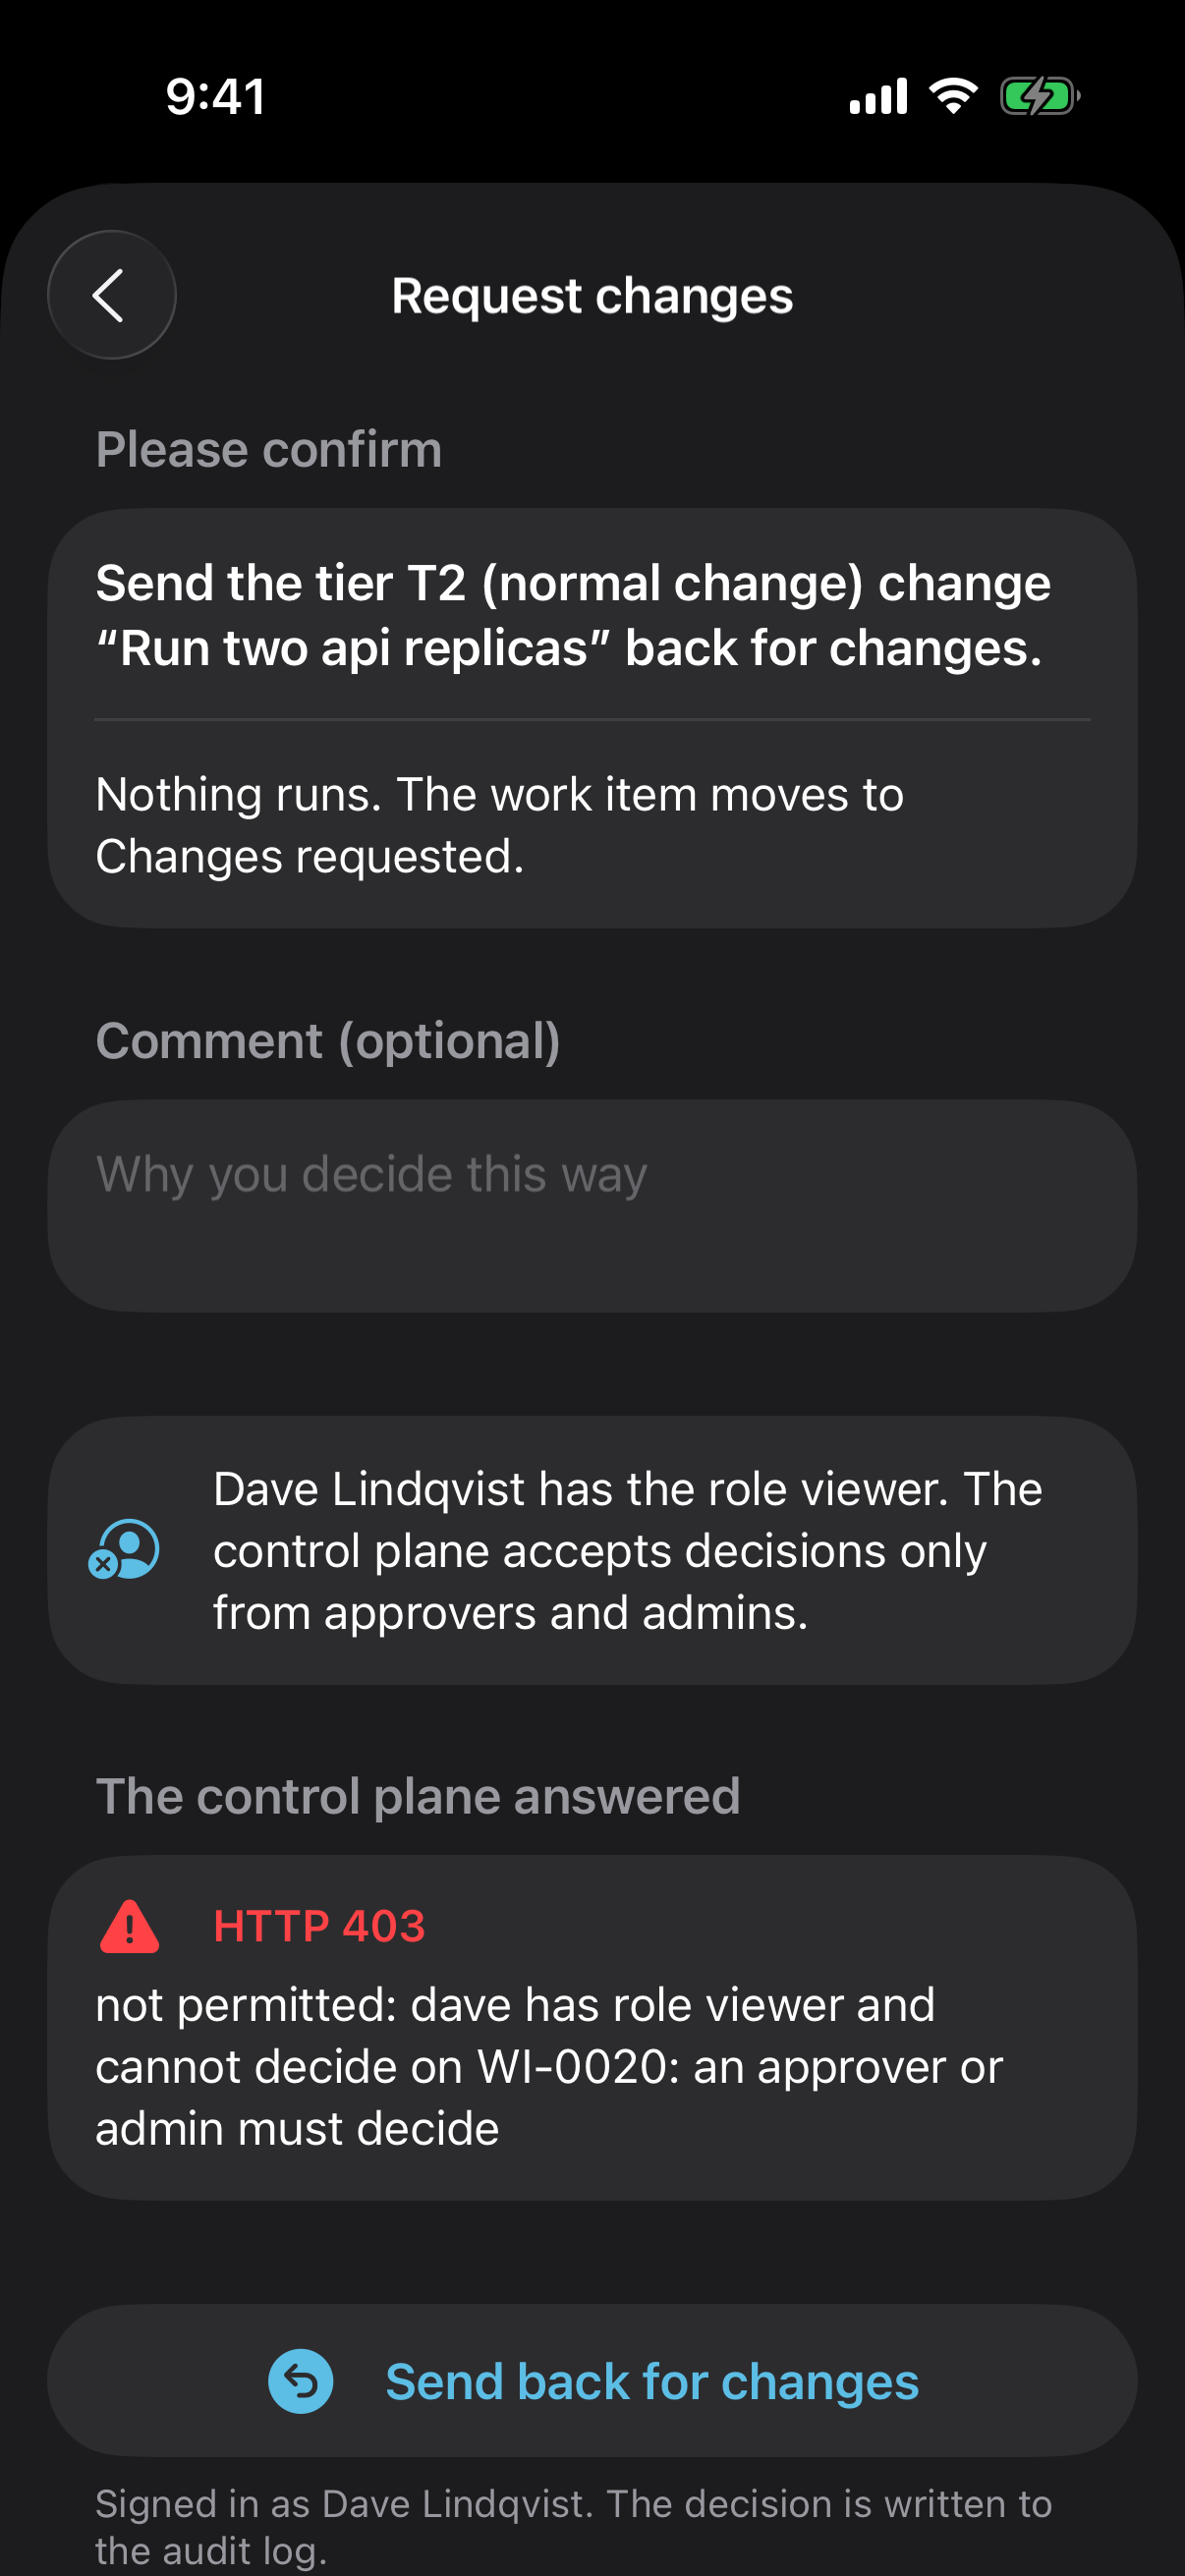 9:41
Request changes
Please confirm
Send the tier T2 (normal change) change
“Run two api replicas” back for changes.
Nothing runs. The work item moves to
Changes requested.
Comment (optional)
Why you decide this way
Dave Lindqvist has the role viewer. The
control plane accepts decisions only
from approvers and admins.
The control plane answered
HTTP 403
not permitted: dave has role viewer and
cannot decide on WI-0020: an approver or
admin must decide
Send back for changes
Signed in as Dave Lindqvist. The decision is written to
the audit log.